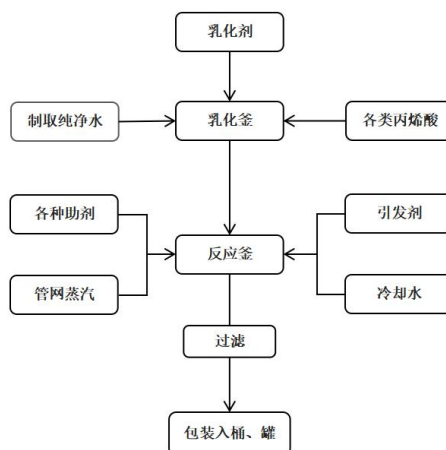 乳化剂
制取纯净水
乳化釜
各类丙烯酸
各种助剂
引发剂
反应釜
管网蒸汽
冷却水
过滤
包装入桶、罐